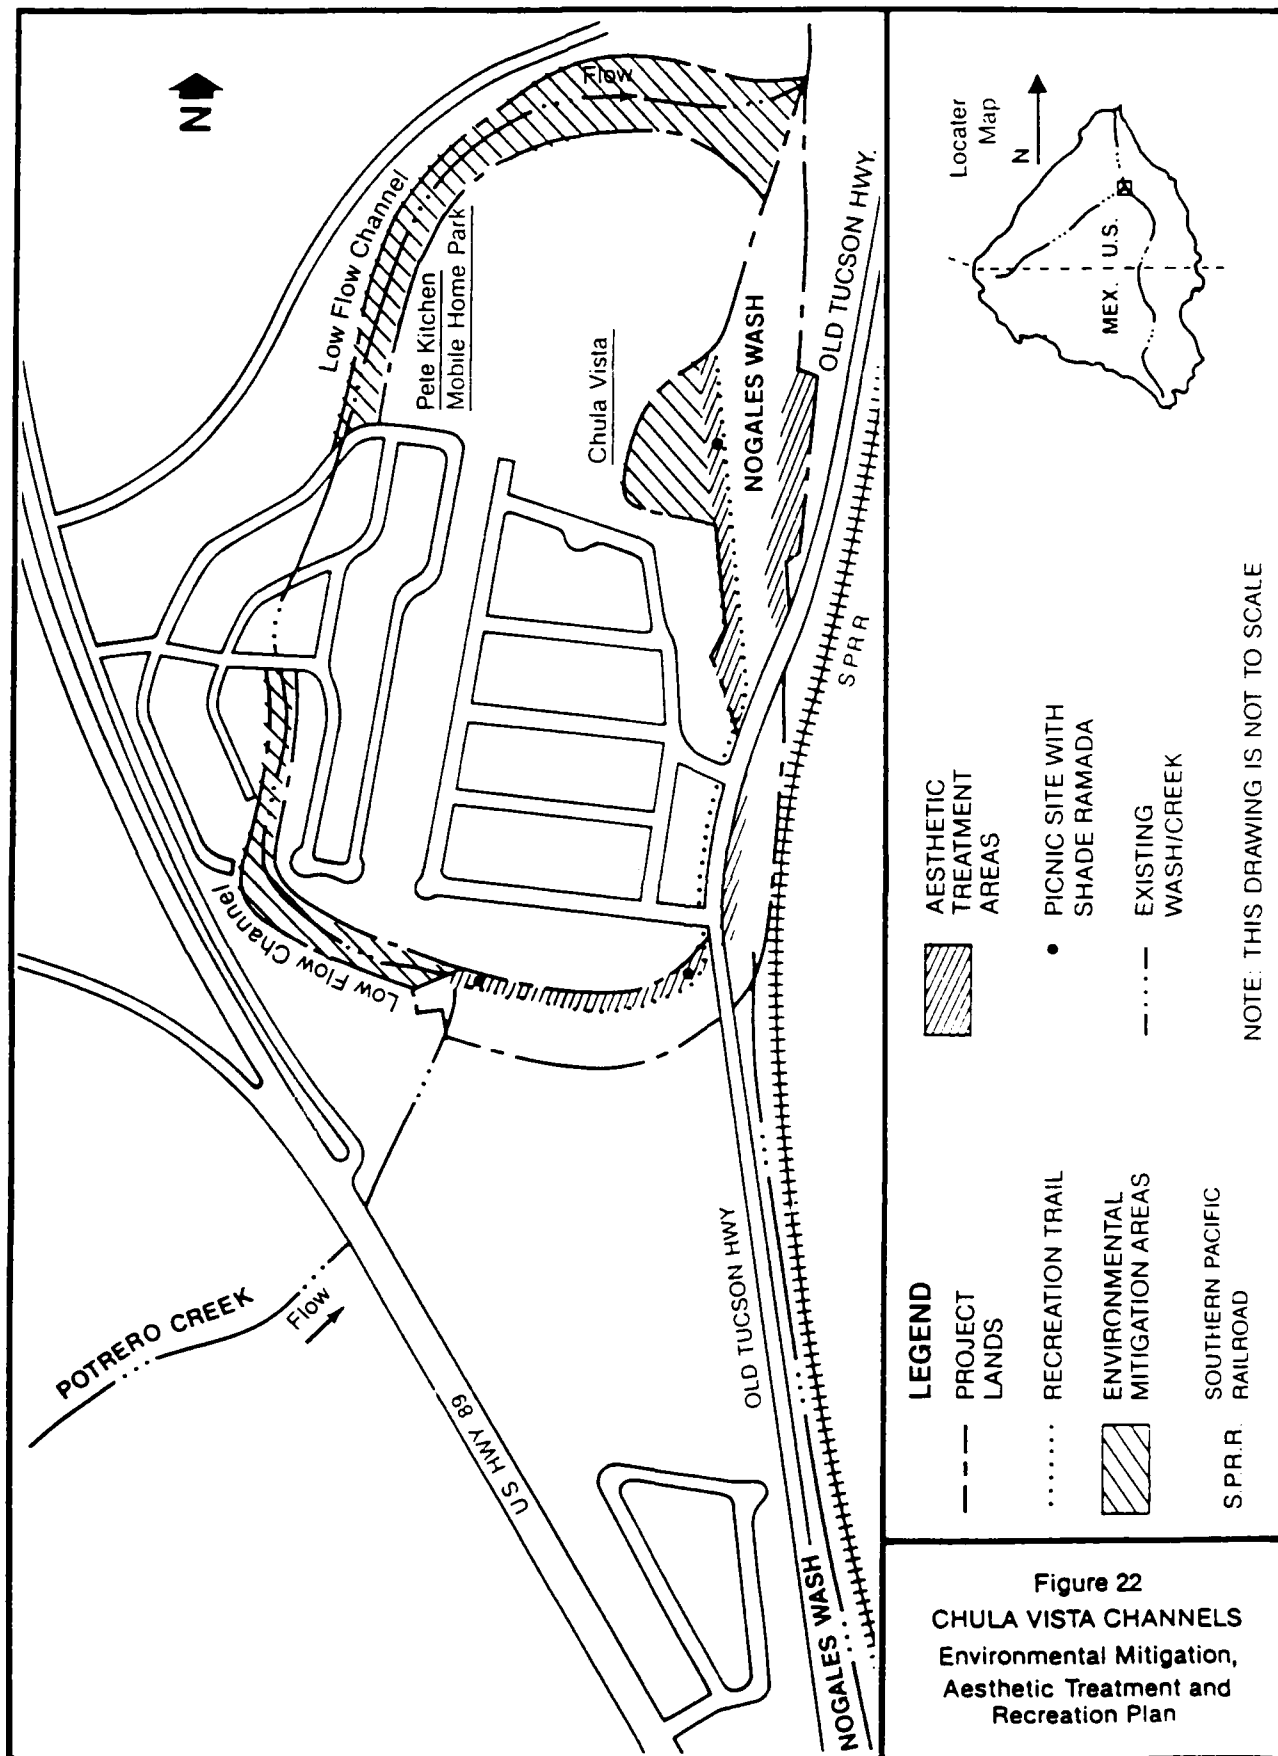 N
Flow
Low Flow Channel
Pete Kitchen
Mobile Home Park
Chula Vista
NOGALES WASH
OLD TUCSON HWY.
S P R R
Low Flow Channel
POTRERO CREEK
Flow
US HWY 89
OLD TUCSON HWY
NOGALES WASH
Locater
Map
N
MEX.
U.S.
LEGEND
PROJECT
LANDS
RECREATION TRAIL
ENVIRONMENTAL
MITIGATION AREAS
S.P.R.R.
SOUTHERN PACIFIC
RAILROAD
AESTHETIC
TREATMENT
AREAS
PICNIC SITE WITH
SHADE RAMADA
EXISTING
WASH/CREEK
NOTE: THIS DRAWING IS NOT TO SCALE
Figure 22
CHULA VISTA CHANNELS
Environmental Mitigation,
Aesthetic Treatment and
Recreation Plan